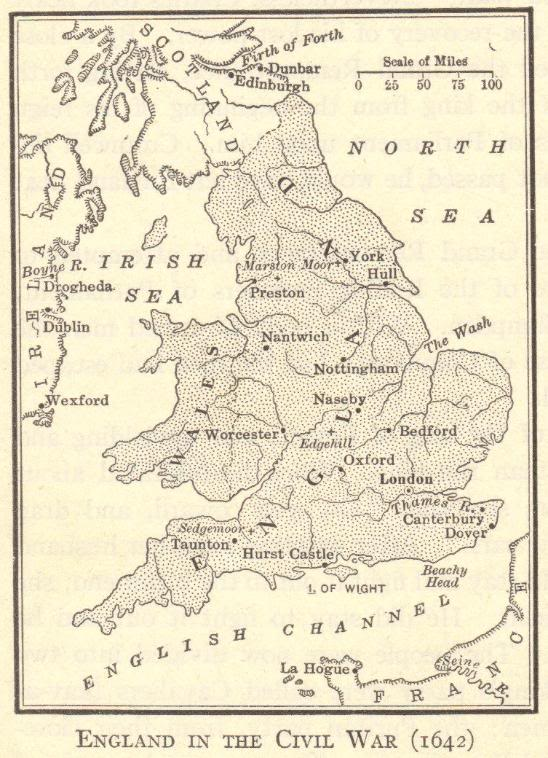 SCOTLAND
Firth of Forth
Dunbar
Edinburgh
Scale of Miles
0 25 50 75 100
NORTH
SEA
IRELAND
Boyne R.
IRISH
SEA
Drogheda
Dublin
Wexford
Marston Moor
York
Hull
Preston
ENGLAND
The Wash
Nantwich
Nottingham
WALES
Naseby
Worcester
Edgehill
Bedford
Oxford
London
Thames R.
Canterbury
Dover
Sedgemoor
Taunton
Hurst Castle
Beachy
Head
I. OF WIGHT
ENGLISH CHANNEL
La Hogue
Seine R.
FRANCE
ENGLAND IN THE CIVIL WAR (1642)